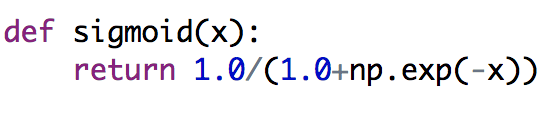 def sigmoid(x):
    return 1.0/(1.0+np.exp(-x))